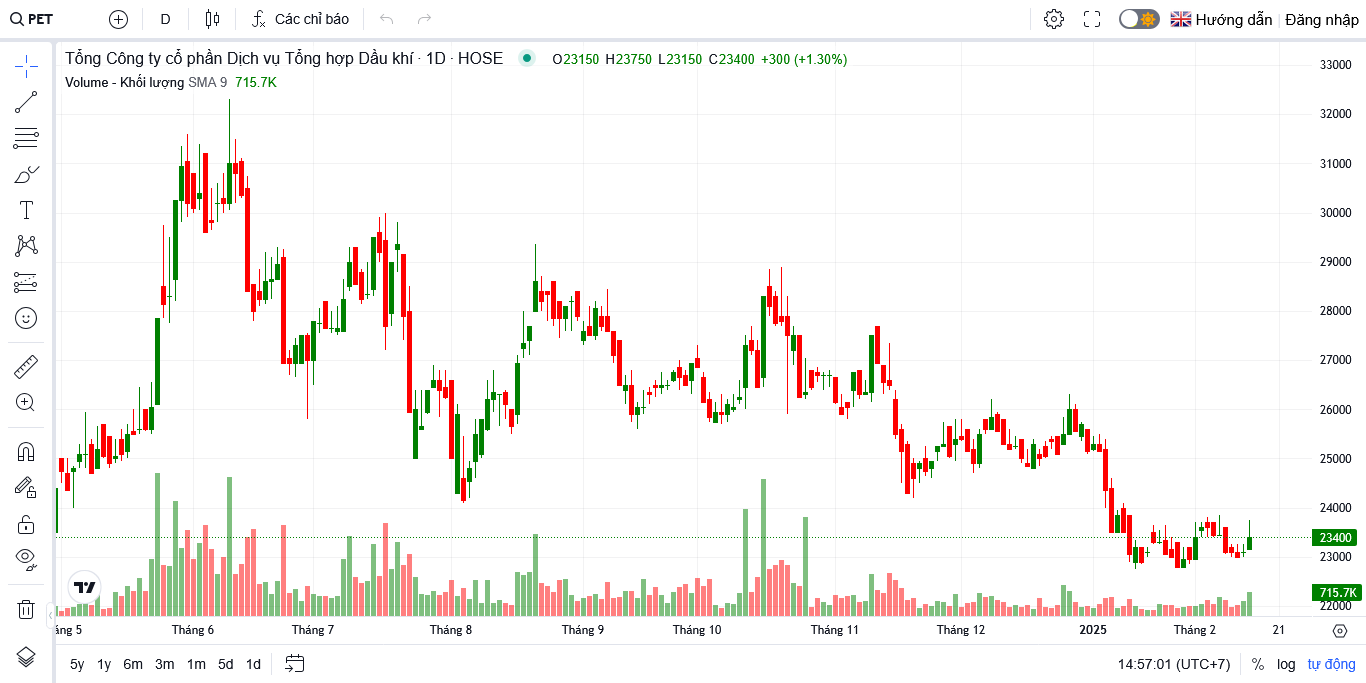 PET D Các chỉ báo Hướng dẫn Đăng nhập
Tổng Công ty cổ phần Dịch vụ Tổng hợp Dầu khí · 1D · HOSE O23150 H23750 L23150 C23400 +300 (+1.30%)
Volume - Khối lượng SMA 9 715.7K
33000
32000
31000
30000
29000
28000
27000
26000
25000
24000
23400
23000
715.7K
22000
áng 5 Tháng 6 Tháng 7 Tháng 8 Tháng 9 Tháng 10 Tháng 11 Tháng 12 2025 Tháng 2 21
5y 1y 6m 3m 1m 5d 1d 14:57:01 (UTC+7) % log tự động